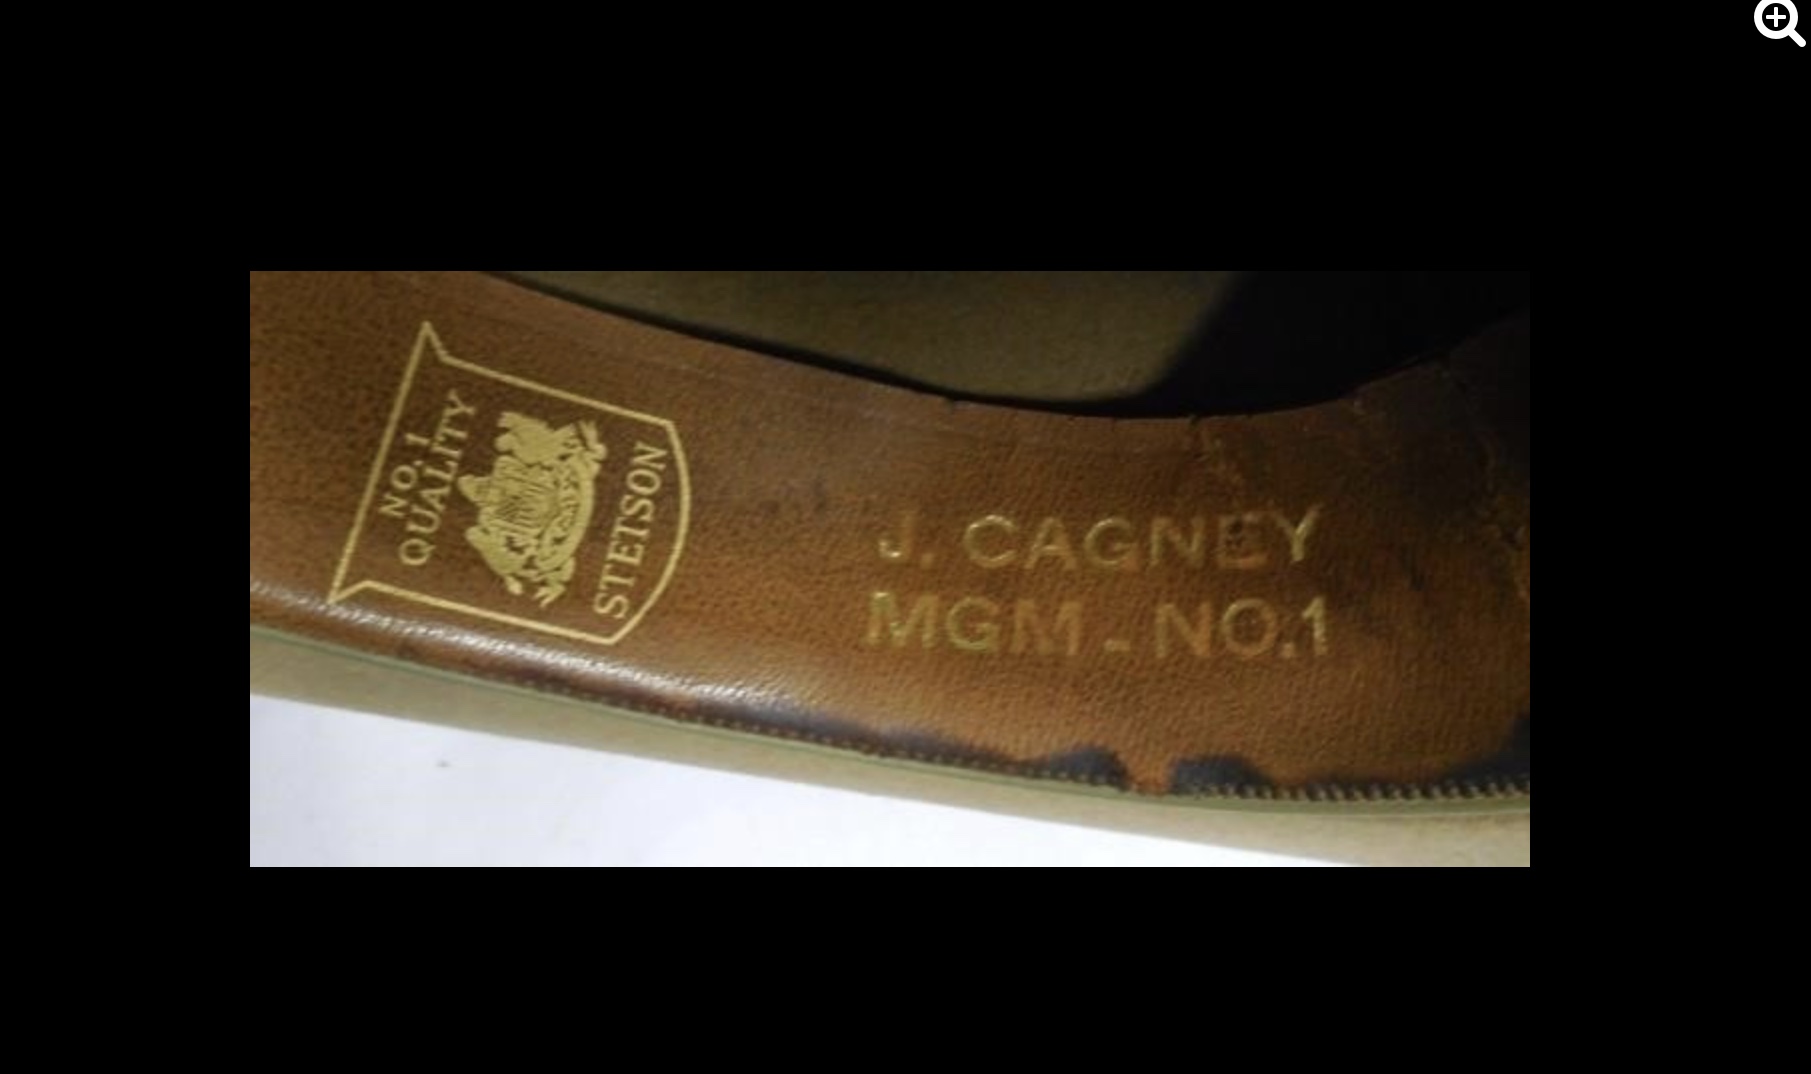 NO. 1
QUALITY
STETSON
J. CAGNEY
MGM - NO.1